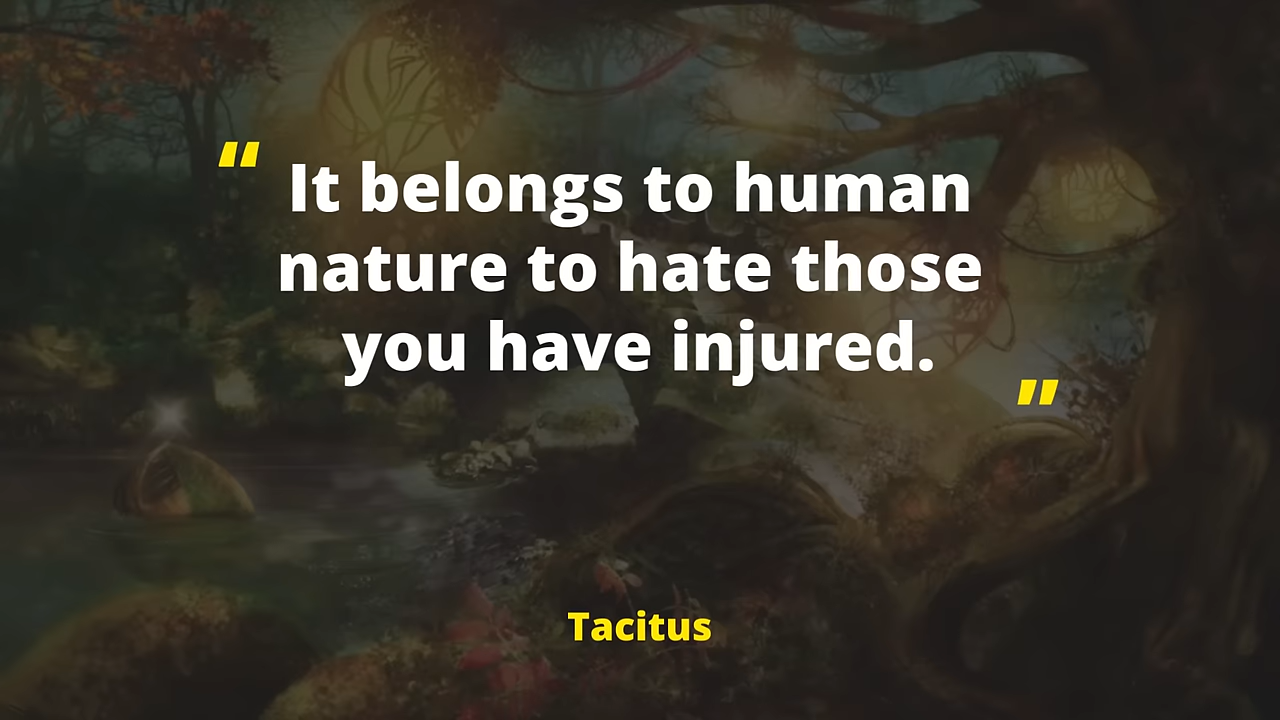 “ It belongs to human
nature to hate those
you have injured. ”
Tacitus